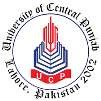 University of Central Punjab
UCP
Lahore, Pakistan 2002